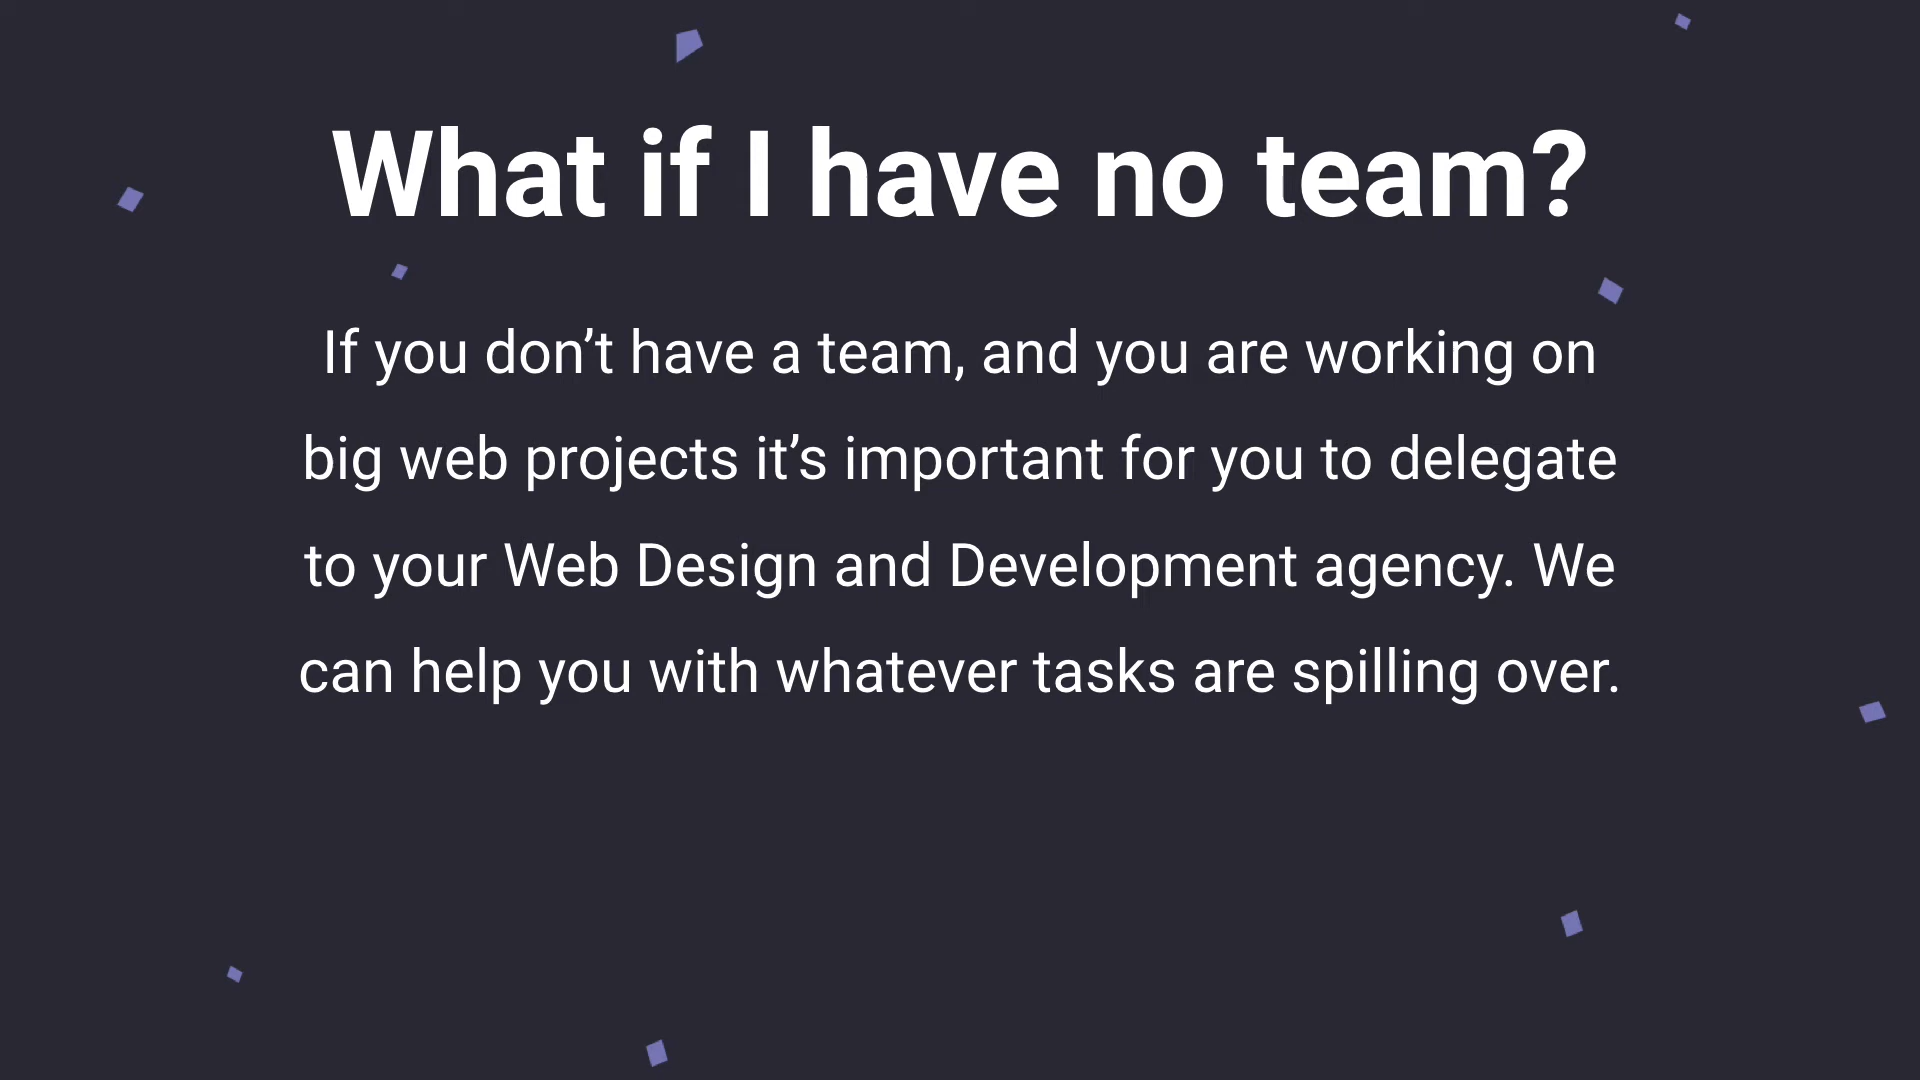 What if I have no team?
If you don’t have a team, and you are working on
big web projects it’s important for you to delegate
to your Web Design and Development agency. We
can help you with whatever tasks are spilling over.